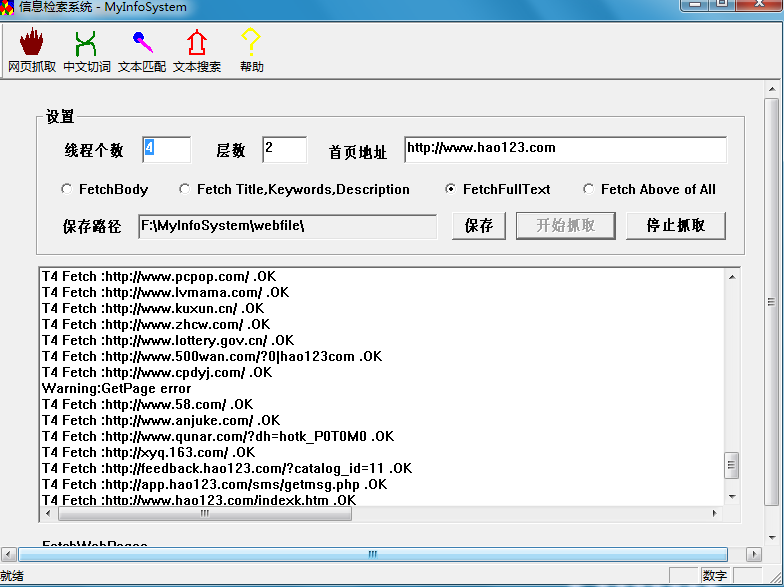 信息检索系统 - MyInfoSystem
网页抓取 中文切词 文本匹配 文本搜索 帮助
设置
线程个数 4 层数 2 首页地址 http://www.hao123.com
FetchBody Fetch Title,Keywords,Description FetchFullText Fetch Above of All
保存路径 F:\MyInfoSystem\webfile\ 保存 开始抓取 停止抓取
T4 Fetch :http://www.pcpop.com/ .OK
T4 Fetch :http://www.lvmama.com/ .OK
T4 Fetch :http://www.kuxun.cn/ .OK
T4 Fetch :http://www.zhcw.com/ .OK
T4 Fetch :http://www.lottery.gov.cn/ .OK
T4 Fetch :http://www.500wan.com/?0|hao123com .OK
T4 Fetch :http://www.cpdyj.com/ .OK
Warning:GetPage error
T4 Fetch :http://www.58.com/ .OK
T4 Fetch :http://www.anjuke.com/ .OK
T4 Fetch :http://www.qunar.com/?dh=hotk_P0T0M0 .OK
T4 Fetch :http://xyq.163.com/ .OK
T4 Fetch :http://feedback.hao123.com/?catalog_id=11 .OK
T4 Fetch :http://app.hao123.com/sms/getmsg.php .OK
T4 Fetch :http://www.hao123.com/indexk.htm .OK
FetchWebPages
就绪 数字